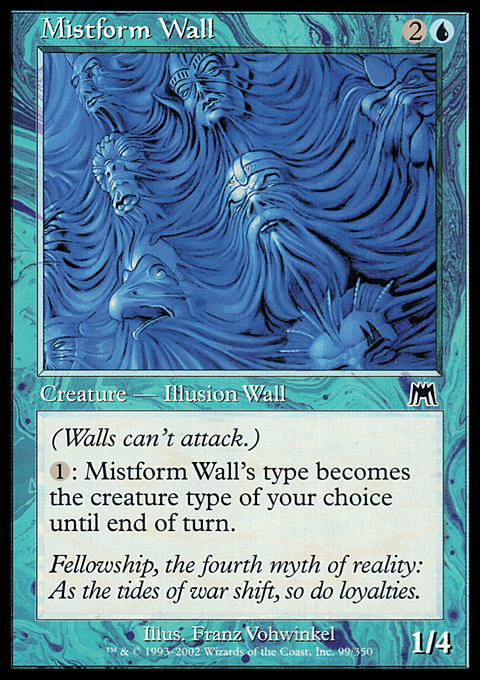 Mistform Wall 2
Creature — Illusion Wall
(Walls can't attack.)
1: Mistform Wall's type becomes
the creature type of your choice
until end of turn.
Fellowship, the fourth myth of reality:
As the tides of war shift, so do loyalties.
Illus. Franz Vohwinkel
1/4
™ & © 1993–2002 Wizards of the Coast, Inc. 99/350